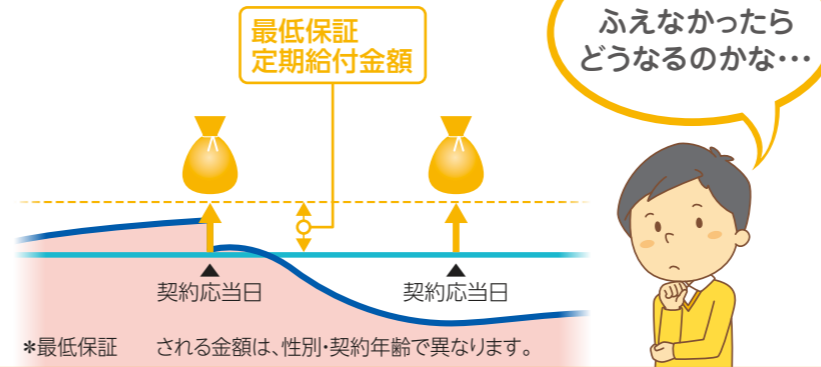 最低保証
定期給付金額
ふえなかったら
どうなるのかな…
契約応当日
契約応当日
*最低保証 される金額は、性別・契約年齢で異なります。